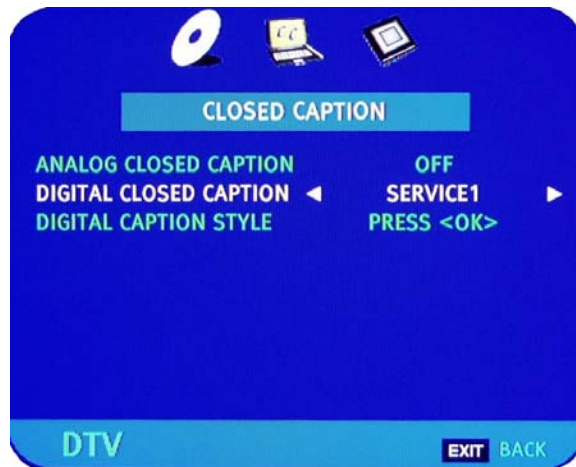 CC
CLOSED CAPTION
ANALOG CLOSED CAPTION OFF
DIGITAL CLOSED CAPTION ◀ SERVICE1 ▶
DIGITAL CAPTION STYLE PRESS <OK>
DTV EXIT BACK